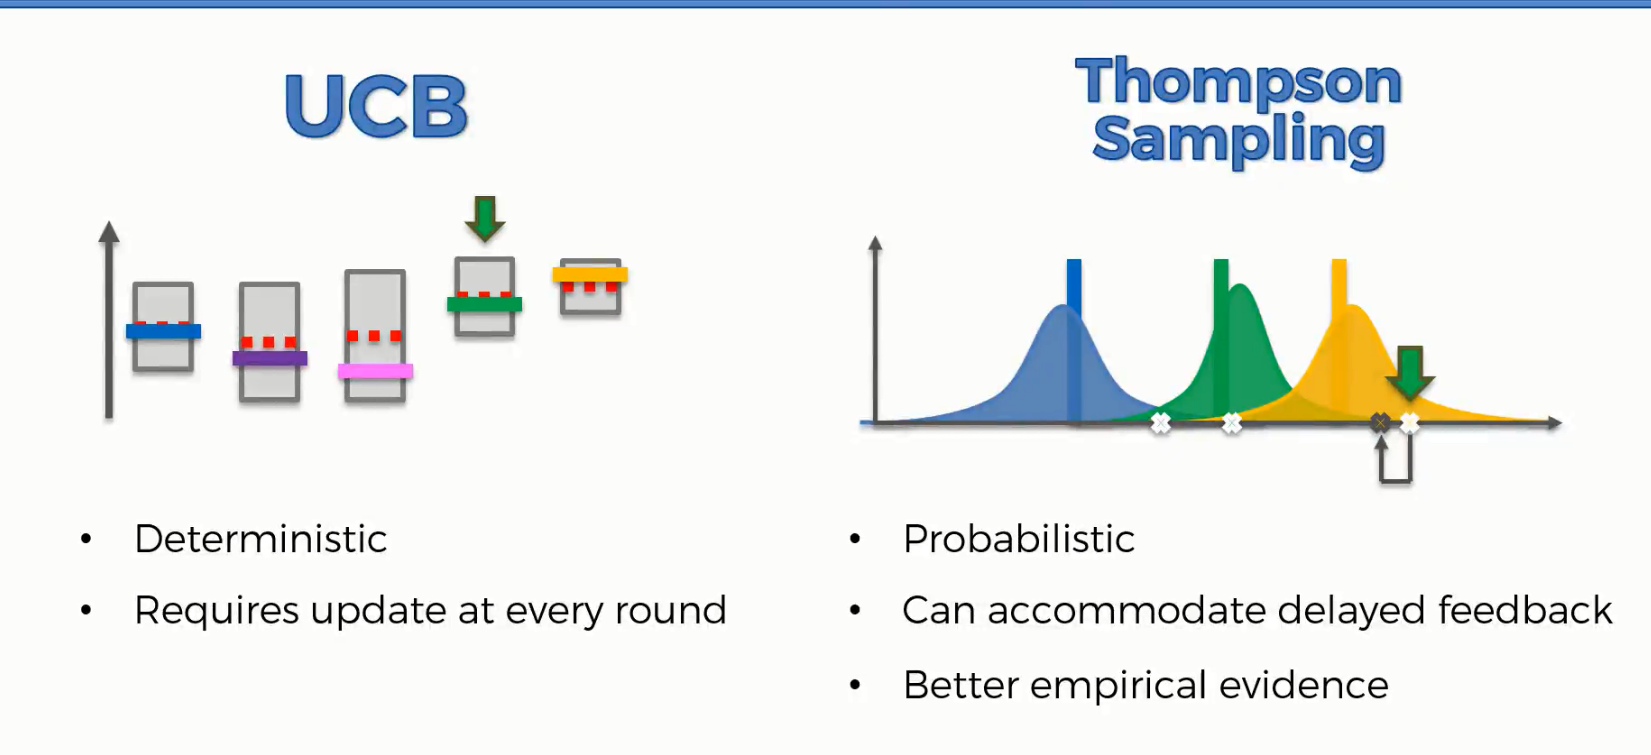 UCB
Thompson
Sampling
• Deterministic
• Requires update at every round
• Probabilistic
• Can accommodate delayed feedback
• Better empirical evidence